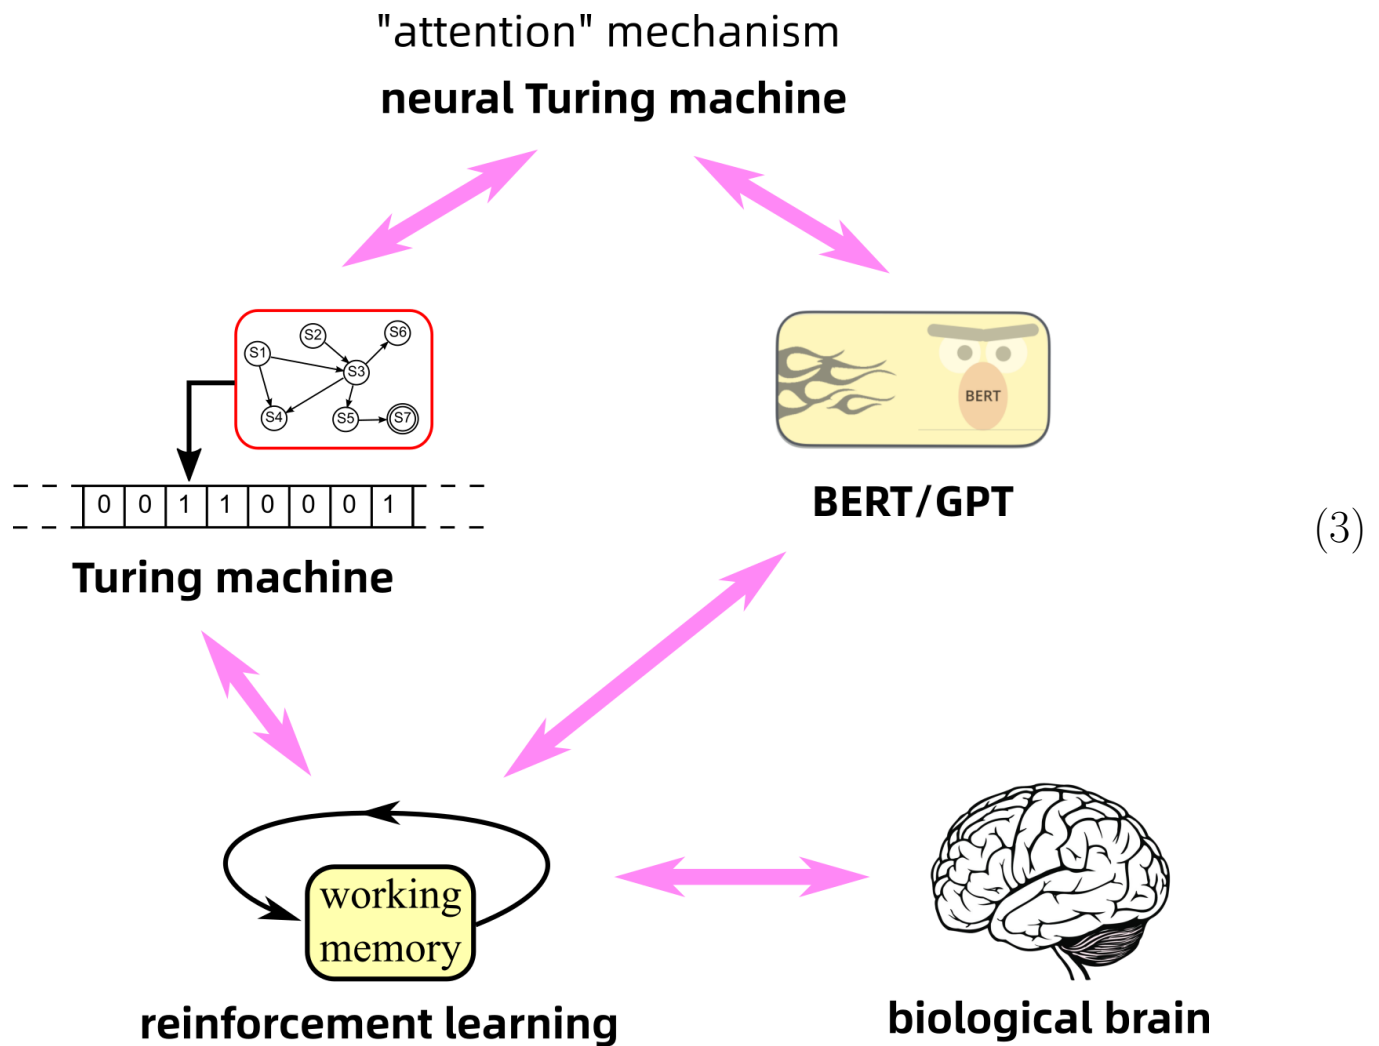 "attention" mechanism
neural Turing machine
S1
S2
S6
S3
S4
S5
S7
BERT
0 0 1 1 0 0 0 1
BERT/GPT
(3)
Turing machine
working
memory
reinforcement learning
biological brain